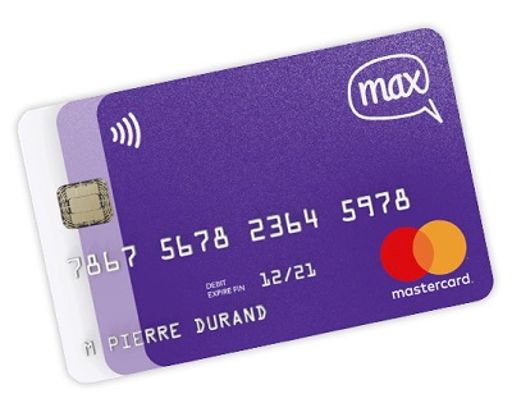 max
7867 5678 2364 5978
DEBIT
EXPIRE FIN 12/21
M PIERRE DURAND
mastercard